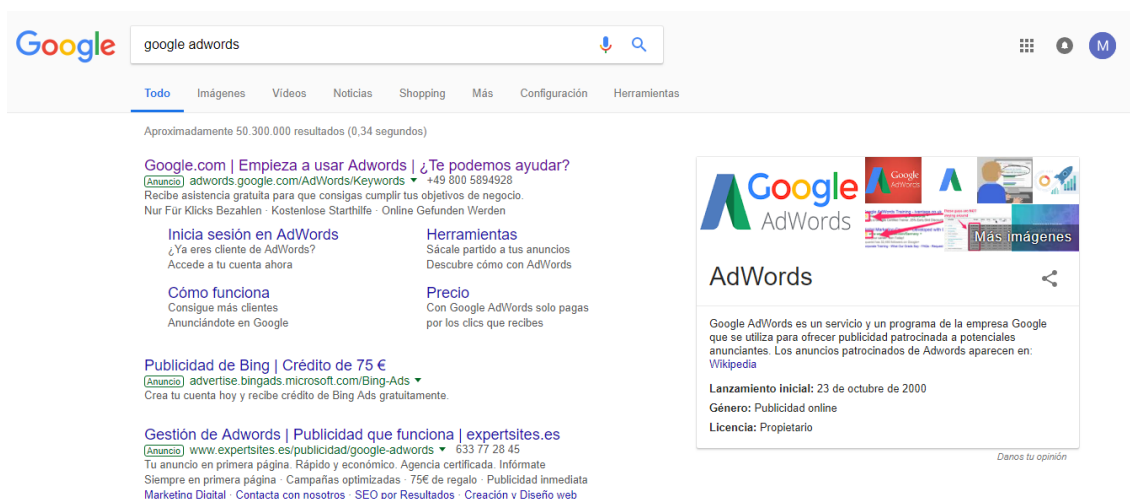 Google
google adwords
M
Todo Imágenes Vídeos Noticias Shopping Más Configuración Herramientas
Aproximadamente 50.300.000 resultados (0,34 segundos)
Google.com | Empieza a usar Adwords | ¿Te podemos ayudar?
Anuncio adwords.google.com/AdWords/Keywords +49 800 5894928
Recibe asistencia gratuita para que consigas cumplir tus objetivos de negocio.
Nur Für Klicks Bezahlen · Kostenlose Starthilfe · Online Gefunden Werden
Inicia sesión en AdWords
¿Ya eres cliente de AdWords?
Accede a tu cuenta ahora
Herramientas
Sácale partido a tus anuncios
Descubre cómo con AdWords
Cómo funciona
Consigue más clientes
Anunciándote en Google
Precio
Con Google AdWords solo pagas
por los clics que recibes
Publicidad de Bing | Crédito de 75 €
Anuncio advertise.bingads.microsoft.com/Bing-Ads
Crea tu cuenta hoy y recibe crédito de Bing Ads gratuitamente.
Gestión de Adwords | Publicidad que funciona | expertsites.es
Anuncio www.expertsites.es/publicidad/google-adwords 633 77 28 45
Tu anuncio en primera página. Rápido y económico. Agencia certificada. Infórmate
Siempre en primera página · Campañas optimizadas · 75€ de regalo · Publicidad inmediata
Marketing Digital · Contacta con nosotros · SEO por Resultados · Creación y Diseño web
Google
AdWords
Google
AdWords
Más imágenes
AdWords
Google AdWords es un servicio y un programa de la empresa Google
que se utiliza para ofrecer publicidad patrocinada a potenciales
anunciantes. Los anuncios patrocinados de Adwords aparecen en:
Wikipedia
Lanzamiento inicial: 23 de octubre de 2000
Género: Publicidad online
Licencia: Propietario
Danos tu opinión